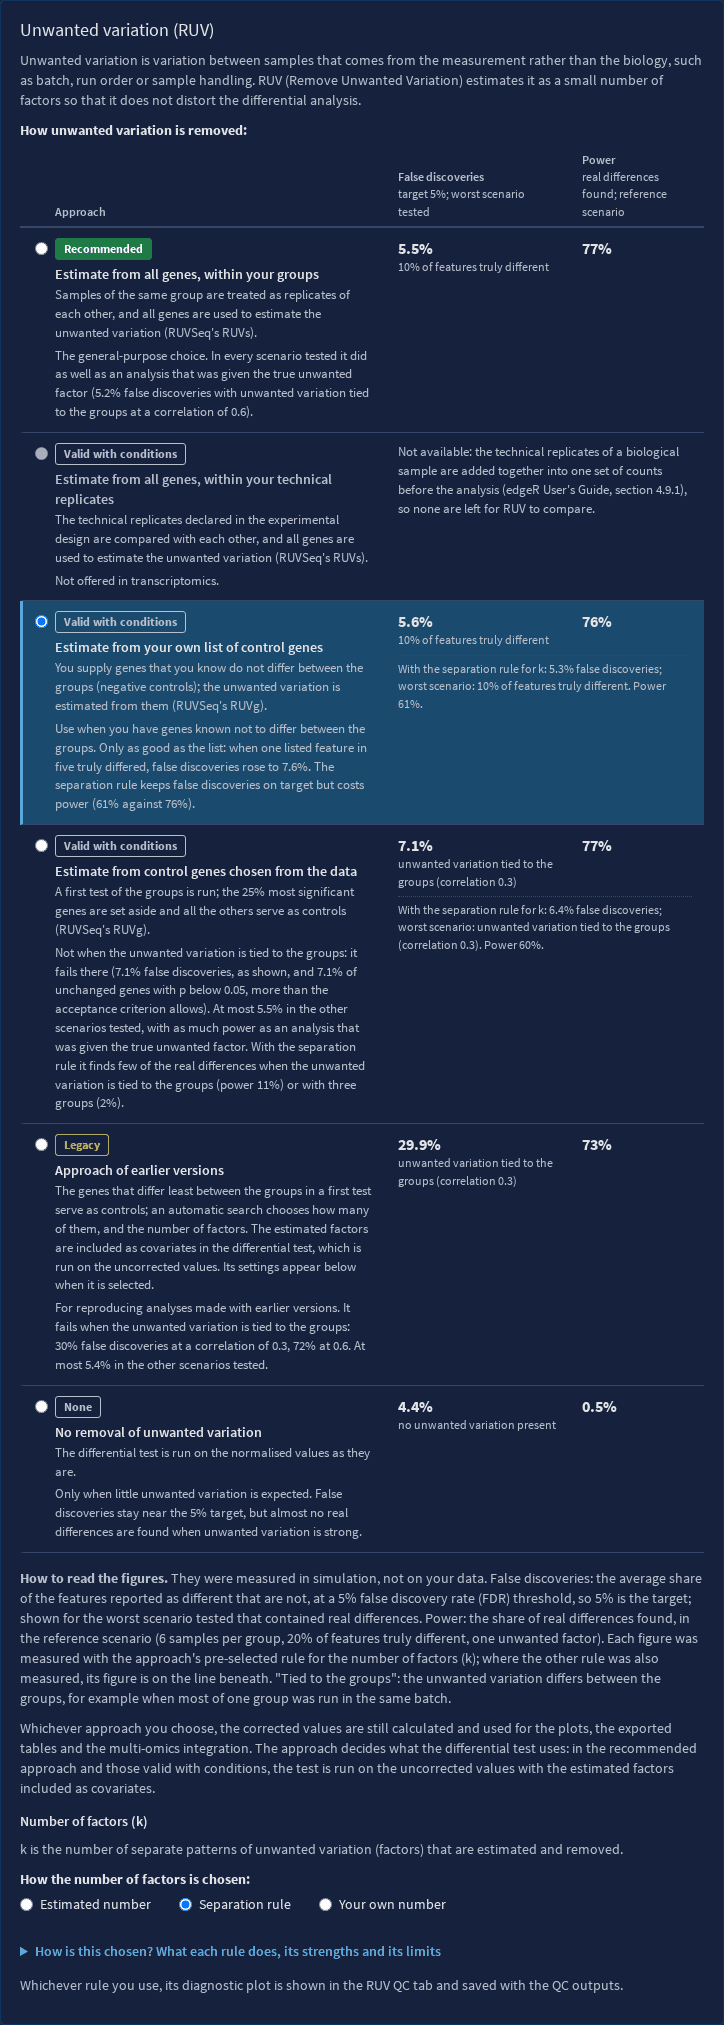 Unwanted variation (RUV)
Unwanted variation is variation between samples that comes from the measurement rather than the biology, such
as batch, run order or sample handling. RUV (Remove Unwanted Variation) estimates it as a small number of
factors so that it does not distort the differential analysis.
How unwanted variation is removed:
Approach
False discoveries
target 5%; worst scenario
tested
Power
real differences
found; reference
scenario
Recommended
Estimate from all genes, within your groups
Samples of the same group are treated as replicates of
each other, and all genes are used to estimate the
unwanted variation (RUVSeq's RUVs).
The general-purpose choice. In every scenario tested it did
as well as an analysis that was given the true unwanted
factor (5.2% false discoveries with unwanted variation tied
to the groups at a correlation of 0.6).
5.5%
10% of features truly different
77%
Valid with conditions
Estimate from all genes, within your technical
replicates
The technical replicates declared in the experimental
design are compared with each other, and all genes are
used to estimate the unwanted variation (RUVSeq's RUVs).
Not offered in transcriptomics.
Not available: the technical replicates of a biological
sample are added together into one set of counts
before the analysis (edgeR User's Guide, section 4.9.1),
so none are left for RUV to compare.
Valid with conditions
Estimate from your own list of control genes
You supply genes that you know do not differ between the
groups (negative controls); the unwanted variation is
estimated from them (RUVSeq's RUVg).
Use when you have genes known not to differ between the
groups. Only as good as the list: when one listed feature in
five truly differed, false discoveries rose to 7.6%. The
separation rule keeps false discoveries on target but costs
power (61% against 76%).
5.6%
10% of features truly different
76%
With the separation rule for k: 5.3% false discoveries;
worst scenario: 10% of features truly different. Power
61%.
Valid with conditions
Estimate from control genes chosen from the data
A first test of the groups is run; the 25% most significant
genes are set aside and all the others serve as controls
(RUVSeq's RUVg).
Not when the unwanted variation is tied to the groups: it
fails there (7.1% false discoveries, as shown, and 7.1% of
unchanged genes with p below 0.05, more than the
acceptance criterion allows). At most 5.5% in the other
scenarios tested, with as much power as an analysis that
was given the true unwanted factor. With the separation
rule it finds few of the real differences when the unwanted
variation is tied to the groups (power 11%) or with three
groups (2%).
7.1%
unwanted variation tied to the
groups (correlation 0.3)
77%
With the separation rule for k: 6.4% false discoveries;
worst scenario: unwanted variation tied to the groups
(correlation 0.3). Power 60%.
Legacy
Approach of earlier versions
The genes that differ least between the groups in a first test
serve as controls; an automatic search chooses how many
of them, and the number of factors. The estimated factors
are included as covariates in the differential test, which is
run on the uncorrected values. Its settings appear below
when it is selected.
For reproducing analyses made with earlier versions. It
fails when the unwanted variation is tied to the groups:
30% false discoveries at a correlation of 0.3, 72% at 0.6. At
most 5.4% in the other scenarios tested.
29.9%
unwanted variation tied to the
groups (correlation 0.3)
73%
None
No removal of unwanted variation
The differential test is run on the normalised values as they
are.
Only when little unwanted variation is expected. False
discoveries stay near the 5% target, but almost no real
differences are found when unwanted variation is strong.
4.4%
no unwanted variation present
0.5%
How to read the figures. They were measured in simulation, not on your data. False discoveries: the average share
of the features reported as different that are not, at a 5% false discovery rate (FDR) threshold, so 5% is the target;
shown for the worst scenario tested that contained real differences. Power: the share of real differences found, in
the reference scenario (6 samples per group, 20% of features truly different, one unwanted factor). Each figure was
measured with the approach's pre-selected rule for the number of factors (k); where the other rule was also
measured, its figure is on the line beneath. "Tied to the groups": the unwanted variation differs between the
groups, for example when most of one group was run in the same batch.
Whichever approach you choose, the corrected values are still calculated and used for the plots, the exported
tables and the multi-omics integration. The approach decides what the differential test uses: in the recommended
approach and those valid with conditions, the test is run on the uncorrected values with the estimated factors
included as covariates.
Number of factors (k)
k is the number of separate patterns of unwanted variation (factors) that are estimated and removed.
How the number of factors is chosen:
Estimated number
Separation rule
Your own number
How is this chosen? What each rule does, its strengths and its limits
Whichever rule you use, its diagnostic plot is shown in the RUV QC tab and saved with the QC outputs.